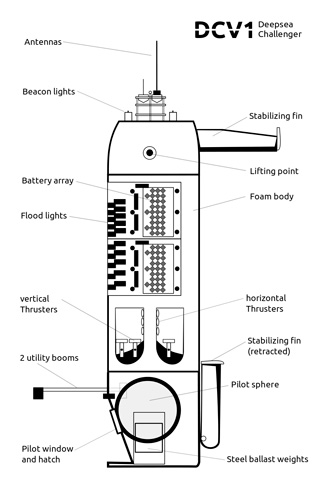 DCV1 Deepsea
Challenger
Antennas
Beacon lights
Stabilizing fin
Lifting point
Battery array
Foam body
Flood lights
vertical
Thrusters
horizontal
Thrusters
Stabilizing fin
(retracted)
2 utility booms
Pilot sphere
Pilot window
and hatch
Steel ballast weights